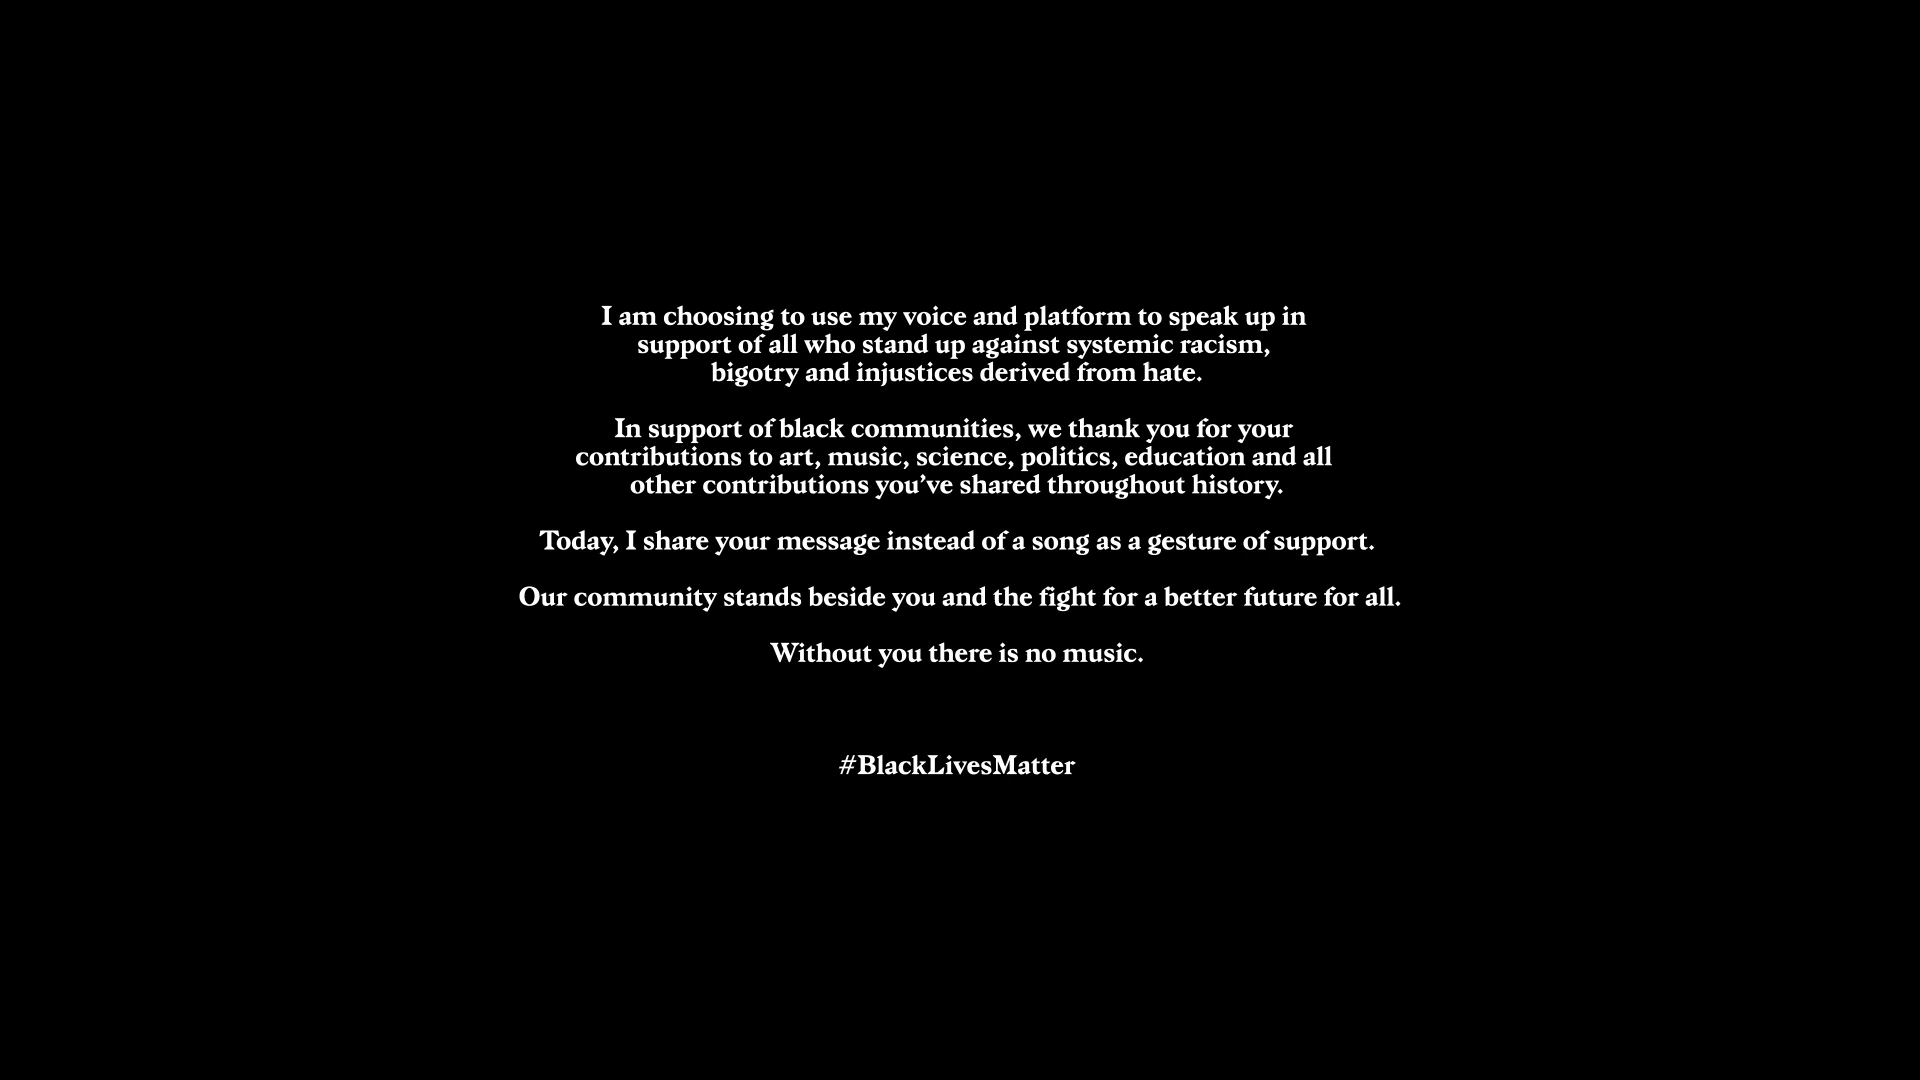 I am choosing to use my voice and platform to speak up in
support of all who stand up against systemic racism,
bigotry and injustices derived from hate.
In support of black communities, we thank you for your
contributions to art, music, science, politics, education and all
other contributions you’ve shared throughout history.
Today, I share your message instead of a song as a gesture of support.
Our community stands beside you and the fight for a better future for all.
Without you there is no music.
#BlackLivesMatter